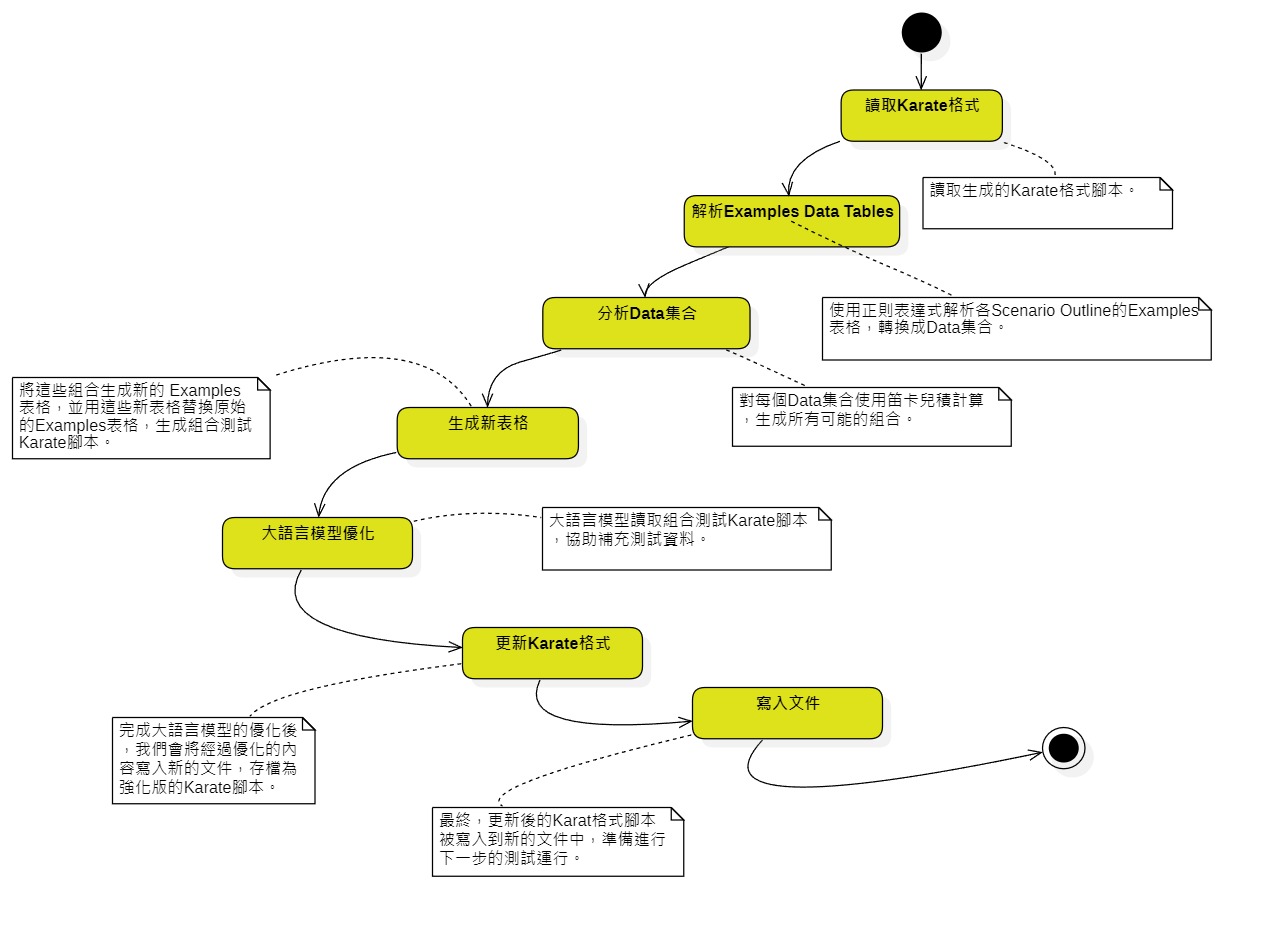 讀取Karate格式
讀取生成的Karate格式腳本。
解析Examples Data Tables
使用正則表達式解析各Scenario Outline的Examples
表格，轉換成Data集合。
分析Data集合
對每個Data集合使用笛卡兒積計算
，生成所有可能的組合。
將這些組合生成新的 Examples
表格，並用這些新表格替換原始
的Examples表格，生成組合測試
Karate腳本。
生成新表格
大語言模型優化
大語言模型讀取組合測試Karate腳本
，協助補充測試資料。
更新Karate格式
完成大語言模型的優化後
，我們會將經過優化的內
容寫入新的文件，存檔為
強化版的Karate腳本。
寫入文件
最終，更新後的Karat格式腳本
被寫入到新的文件中，準備進行
下一步的測試運行。